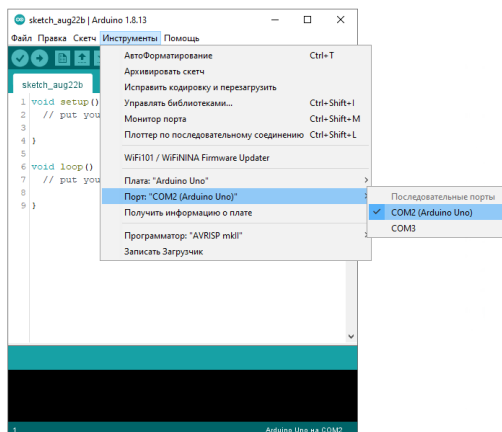 sketch_aug22b | Arduino 1.8.13
Файл Правка Скетч Инструменты Помощь
sketch_aug22b
1 void setup()
2 // put you
3
4 }
5
6 void loop()
7 // put you
8
9 }
АвтоФорматирование Ctrl+T
Архивировать скетч
Исправить кодировку и перезагрузить
Управлять библиотеками... Ctrl+Shift+I
Монитор порта Ctrl+Shift+M
Плоттер по последовательному соединению Ctrl+Shift+L
WiFi101 / WiFiNINA Firmware Updater
Плата: "Arduino Uno"
Порт: "COM2 (Arduino Uno)"
Получить информацию о плате
Программатор: "AVRISP mkII"
Записать Загрузчик
Последовательные порты
COM2 (Arduino Uno)
COM3
1 Arduino Uno на COM2